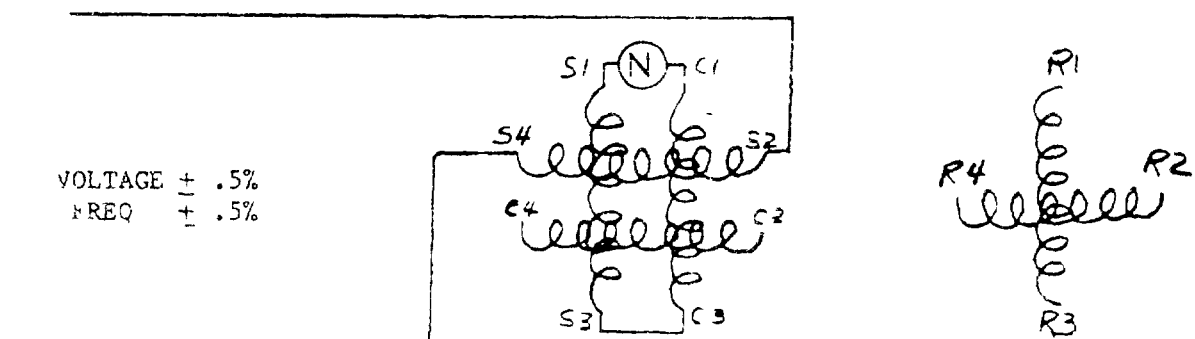 S1 N C1
R1
S4 S2
VOLTAGE ± .5%
FREQ ± .5%
R4 R2
C4 C2
S3 C3
R3